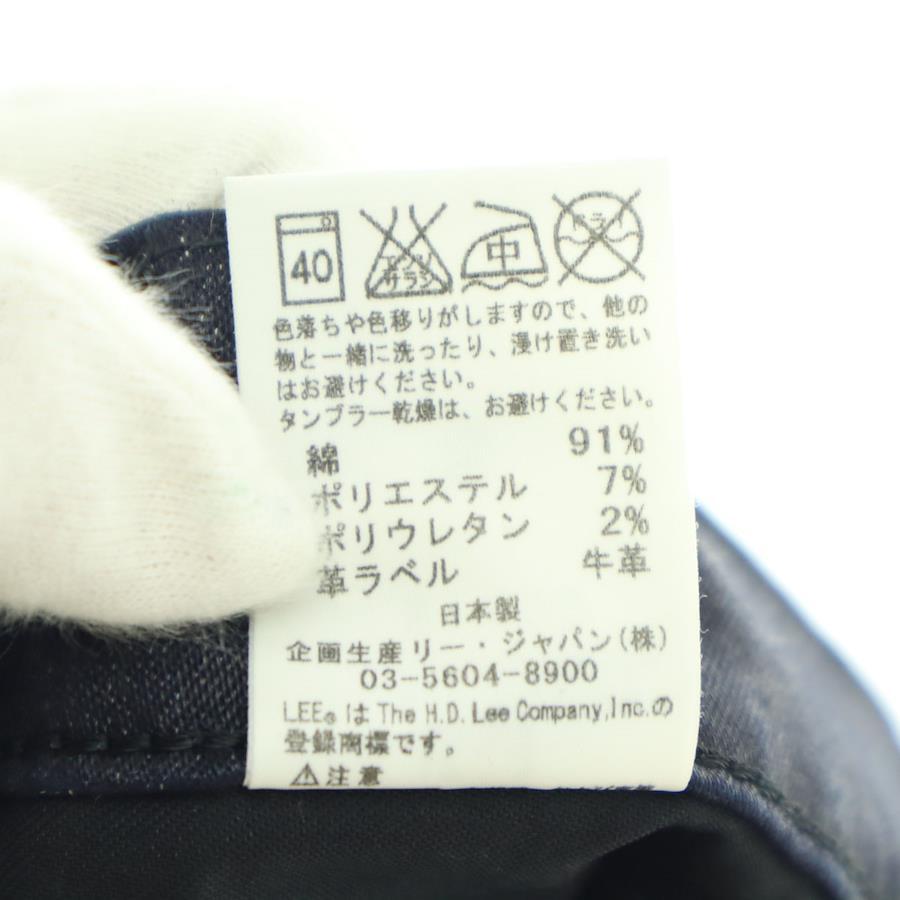 40
エンソ
サラシ
中
ドライ
色落ちや色移りがしますので、他の
物と一緒に洗ったり、浸け置き洗い
はお避けください。
タンブラー乾燥は、お避けください。
綿 91%
ポリエステル 7%
ポリウレタン 2%
革ラベル 牛革
日本製
企画生産リー・ジャパン(株)
03-5604-8900
LEE®はThe H.D. Lee Company,Inc.の
登録商標です。
⚠注意